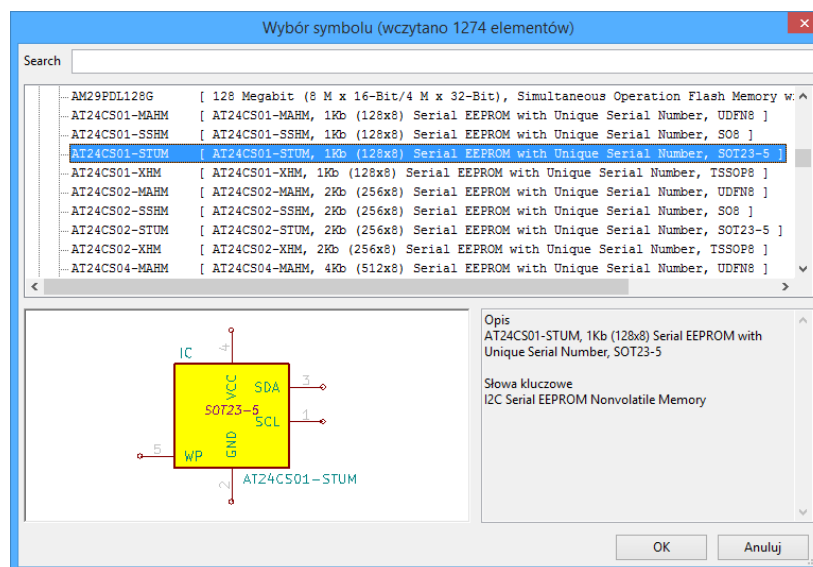 Wybór symbolu (wczytano 1274 elementów)
Search
AM29PDL128G [ 128 Megabit (8 M x 16-Bit/4 M x 32-Bit), Simultaneous Operation Flash Memory w
AT24CS01-MAHM [ AT24CS01-MAHM, 1Kb (128x8) Serial EEPROM with Unique Serial Number, UDFN8 ]
AT24CS01-SSHM [ AT24CS01-SSHM, 1Kb (128x8) Serial EEPROM with Unique Serial Number, SO8 ]
AT24CS01-STUM [ AT24CS01-STUM, 1Kb (128x8) Serial EEPROM with Unique Serial Number, SOT23-5 ]
AT24CS01-XHM [ AT24CS01-XHM, 1Kb (128x8) Serial EEPROM with Unique Serial Number, TSSOP8 ]
AT24CS02-MAHM [ AT24CS02-MAHM, 2Kb (256x8) Serial EEPROM with Unique Serial Number, UDFN8 ]
AT24CS02-SSHM [ AT24CS02-SSHM, 2Kb (256x8) Serial EEPROM with Unique Serial Number, SO8 ]
AT24CS02-STUM [ AT24CS02-STUM, 2Kb (256x8) Serial EEPROM with Unique Serial Number, SOT23-5 ]
AT24CS02-XHM [ AT24CS02-XHM, 2Kb (256x8) Serial EEPROM with Unique Serial Number, TSSOP8 ]
AT24CS04-MAHM [ AT24CS04-MAHM, 4Kb (512x8) Serial EEPROM with Unique Serial Number, UDFN8 ]
IC
4
VCC
SDA
3
SOT23-5
SCL
1
5
WP
GND
2
AT24CS01-STUM
Opis
AT24CS01-STUM, 1Kb (128x8) Serial EEPROM with
Unique Serial Number, SOT23-5
Słowa kluczowe
I2C Serial EEPROM Nonvolatile Memory
OK
Anuluj